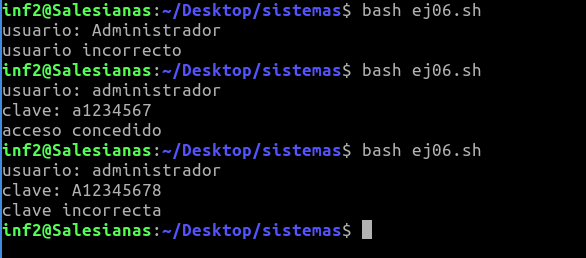 inf2@Salesianas:~/Desktop/sistemas$ bash ej06.sh
usuario: Administrador
usuario incorrecto
inf2@Salesianas:~/Desktop/sistemas$ bash ej06.sh
usuario: administrador
clave: a1234567
acceso concedido
inf2@Salesianas:~/Desktop/sistemas$ bash ej06.sh
usuario: administrador
clave: A12345678
clave incorrecta
inf2@Salesianas:~/Desktop/sistemas$